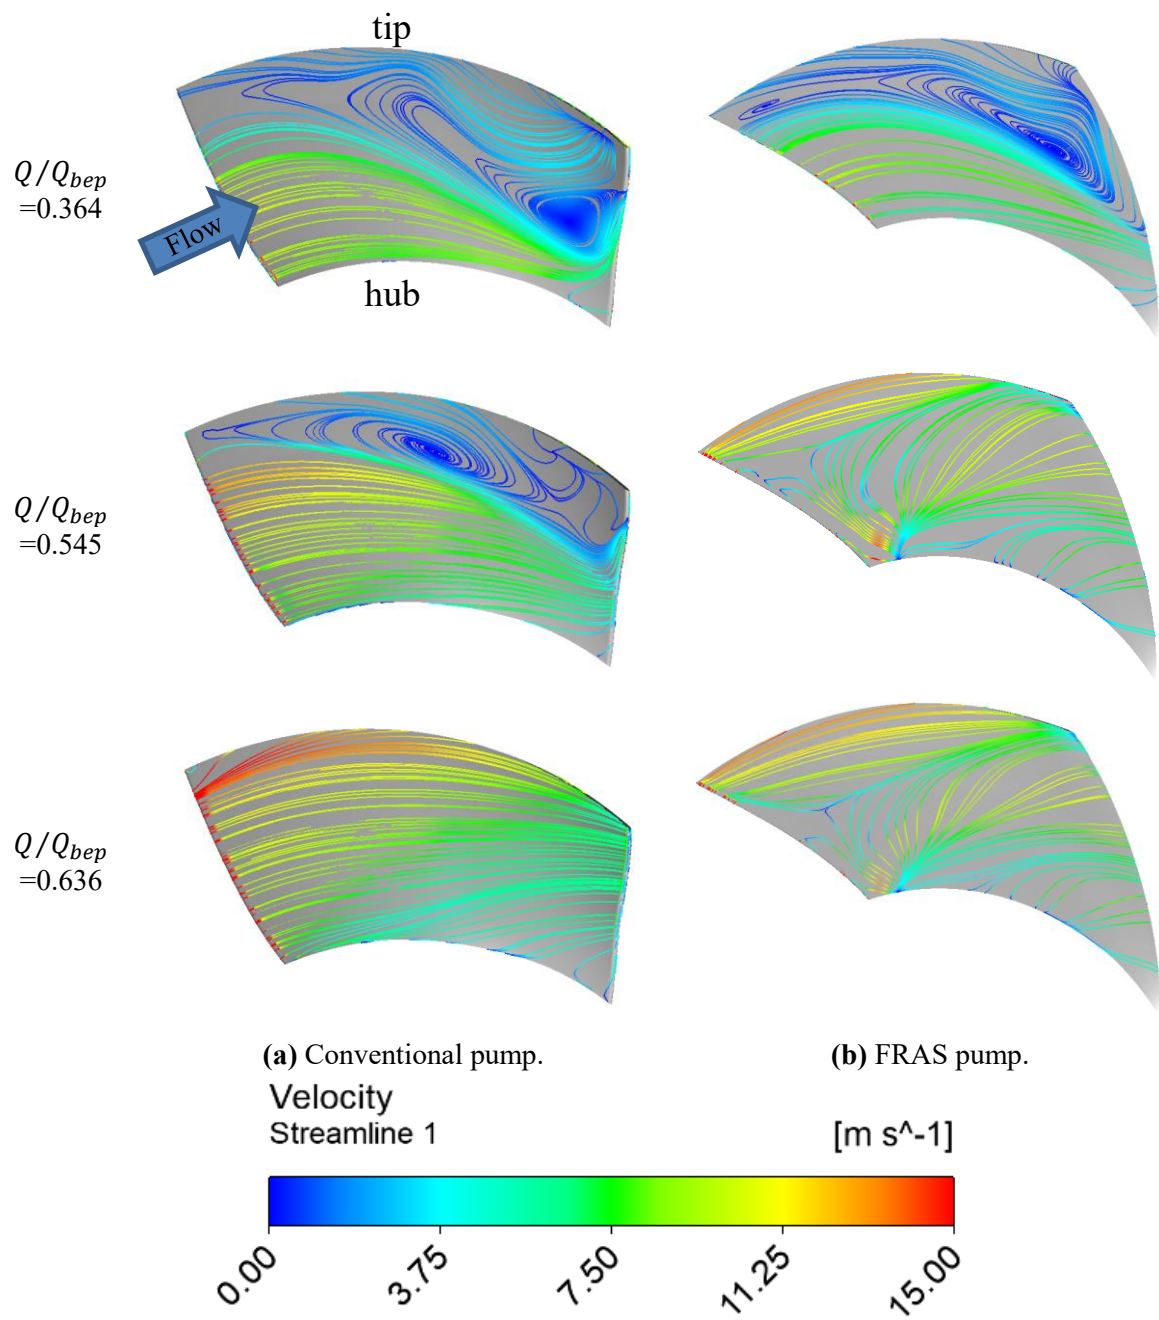 tip
Q/Q_bep
=0.364
Flow
hub
Q/Q_bep
=0.545
Q/Q_bep
=0.636
(a) Conventional pump.
(b) FRAS pump.
Velocity
Streamline 1
[m s^-1]
0.00
3.75
7.50
11.25
15.00